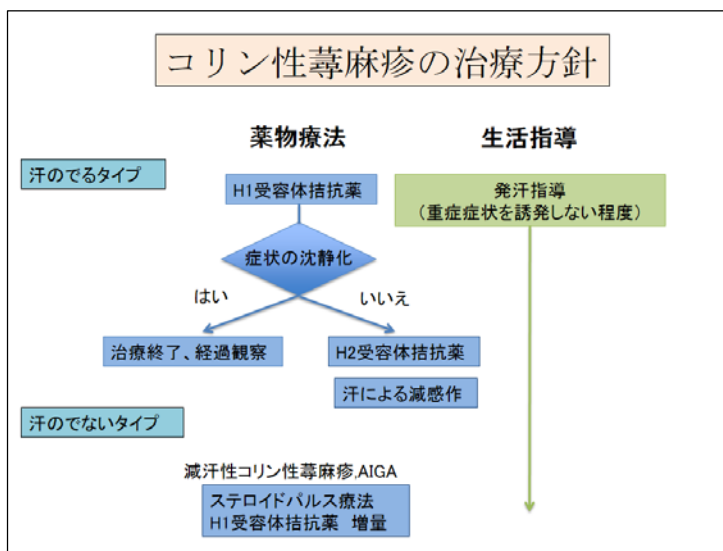 コリン性蕁麻疹の治療方針
薬物療法
生活指導
汗のでるタイプ
H1受容体拮抗薬
発汗指導
（重症症状を誘発しない程度）
症状の沈静化
はい
いいえ
治療終了、経過観察
H2受容体拮抗薬
汗による減感作
汗のでないタイプ
減汗性コリン性蕁麻疹,AIGA
ステロイドパルス療法
H1受容体拮抗薬 増量